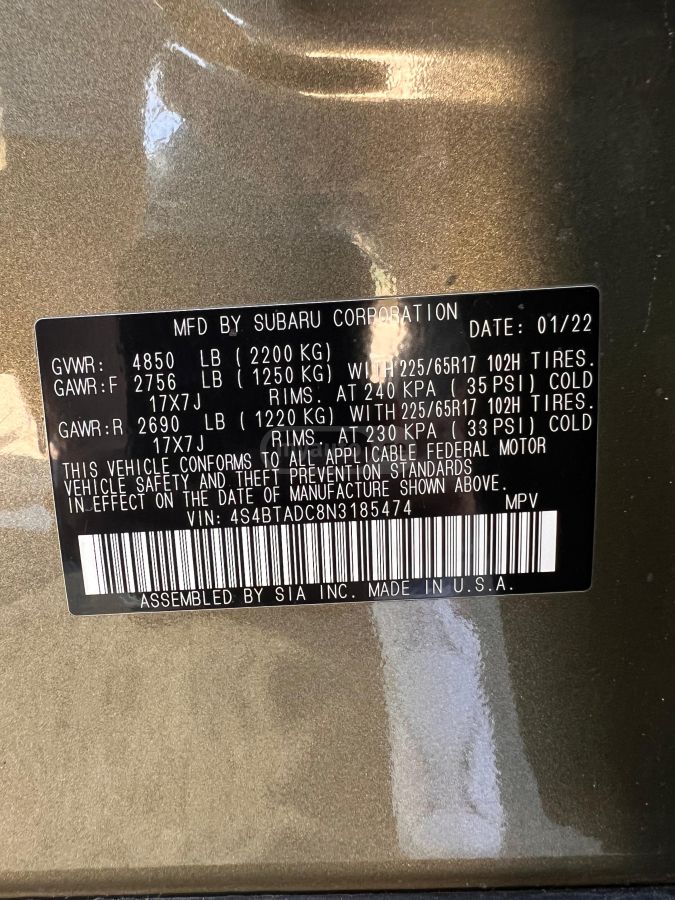 MFD BY SUBARU CORPORATION DATE: 01/22
GVWR: 4850 LB (2200 KG)
GAWR:F 2756 LB (1250 KG) WITH 225/65R17 102H TIRES.
17X7J RIMS. AT 240 KPA (35 PSI) COLD
GAWR:R 2690 LB (1220 KG) WITH 225/65R17 102H TIRES.
17X7J RIMS. AT 230 KPA (33 PSI) COLD
THIS VEHICLE CONFORMS TO ALL APPLICABLE FEDERAL MOTOR
VEHICLE SAFETY AND THEFT PREVENTION STANDARDS
IN EFFECT ON THE DATE OF MANUFACTURE SHOWN ABOVE.
VIN: 4S4BTADC8N3185474 MPV
ASSEMBLED BY SIA INC. MADE IN U.S.A.